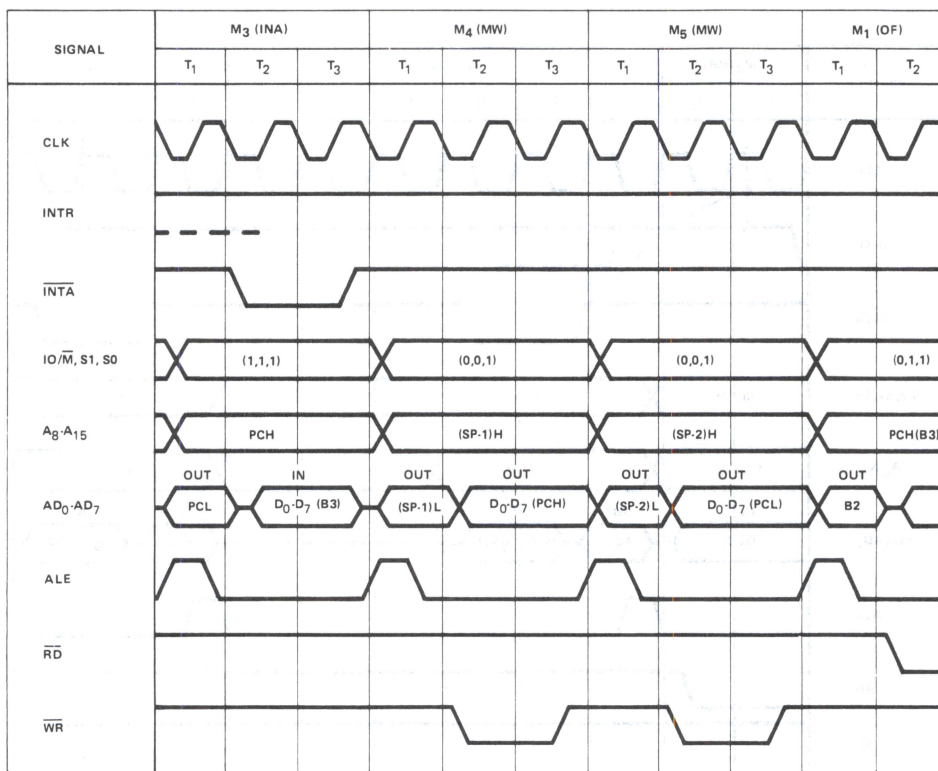 SIGNAL M₃ (INA) M₄ (MW) M₅ (MW) M₁ (OF)
T₁ T₂ T₃ T₁ T₂ T₃ T₁ T₂ T₃ T₁ T₂
CLK
INTR
I̅N̅T̅A̅
IO/M̅, S1, S0 (1,1,1) (0,0,1) (0,0,1) (0,1,1)
A₈-A₁₅ PCH (SP-1)H (SP-2)H PCH(B3)
OUT IN OUT OUT OUT OUT OUT
AD₀-AD₇ PCL D₀-D₇ (B3) (SP-1)L D₀-D₇ (PCH) (SP-2)L D₀-D₇ (PCL) B2
ALE
R̅D̅
W̅R̅